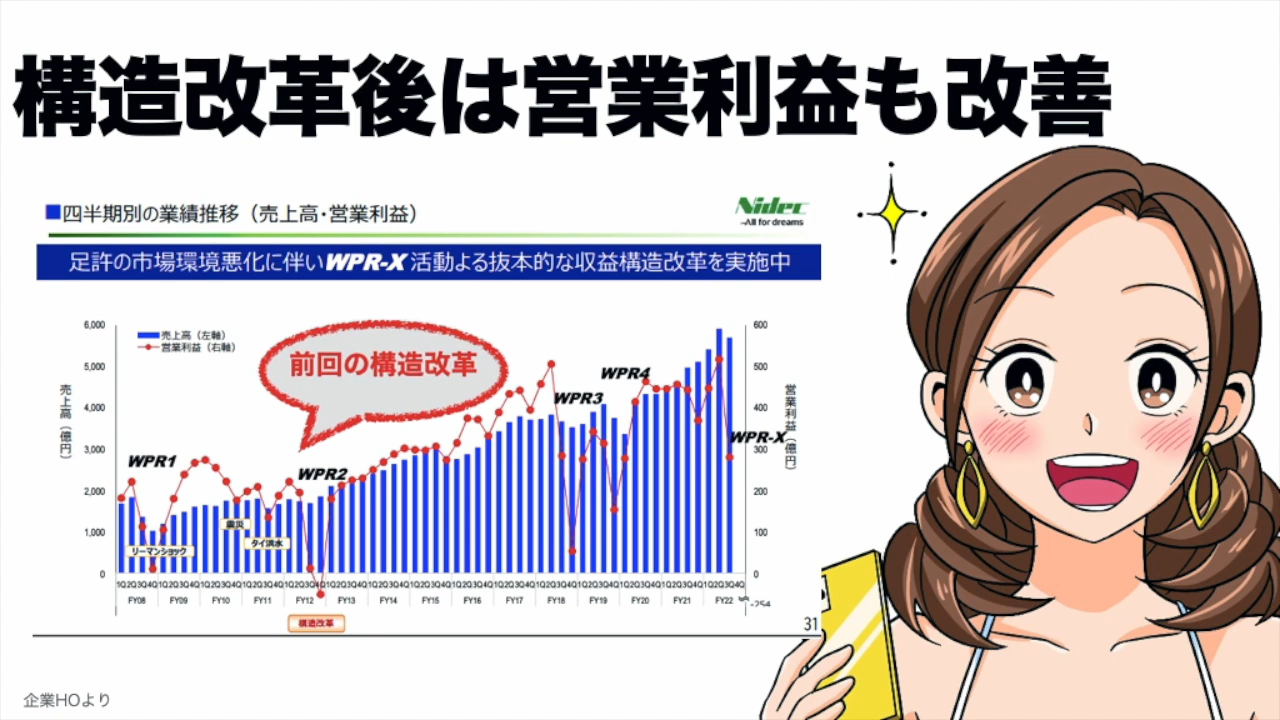 構造改革後は営業利益も改善
■四半期別の業績推移（売上高・営業利益）
Nidec
-All for dreams
足許の市場環境悪化に伴いWPR-X 活動よる抜本的な収益構造改革を実施中
6,000
5,000
4,000
3,000
2,000
1,000
0
売上高（億円）
売上高（左軸）
営業利益（右軸）
前回の構造改革
WPR1
WPR2
WPR3
WPR4
WPR-X
リーマンショック
震災
タイ洪水
600
500
400
300
200
100
0
-254
営業利益（億円）
1Q2Q3Q4Q1Q2Q3Q4Q1Q2Q3Q4Q1Q2Q3Q4Q1Q2Q3Q4Q1Q2Q3Q4Q1Q2Q3Q4Q1Q2Q3Q4Q1Q2Q3Q4Q1Q2Q3Q4Q1Q2Q3Q4Q1Q2Q3Q4Q1Q2Q3Q4Q1Q2Q3Q4Q1Q2Q3Q4Q
FY08 FY09 FY10 FY11 FY12 FY13 FY14 FY15 FY16 FY17 FY18 FY19 FY20 FY21 FY22
構造改革
31
企業HOより